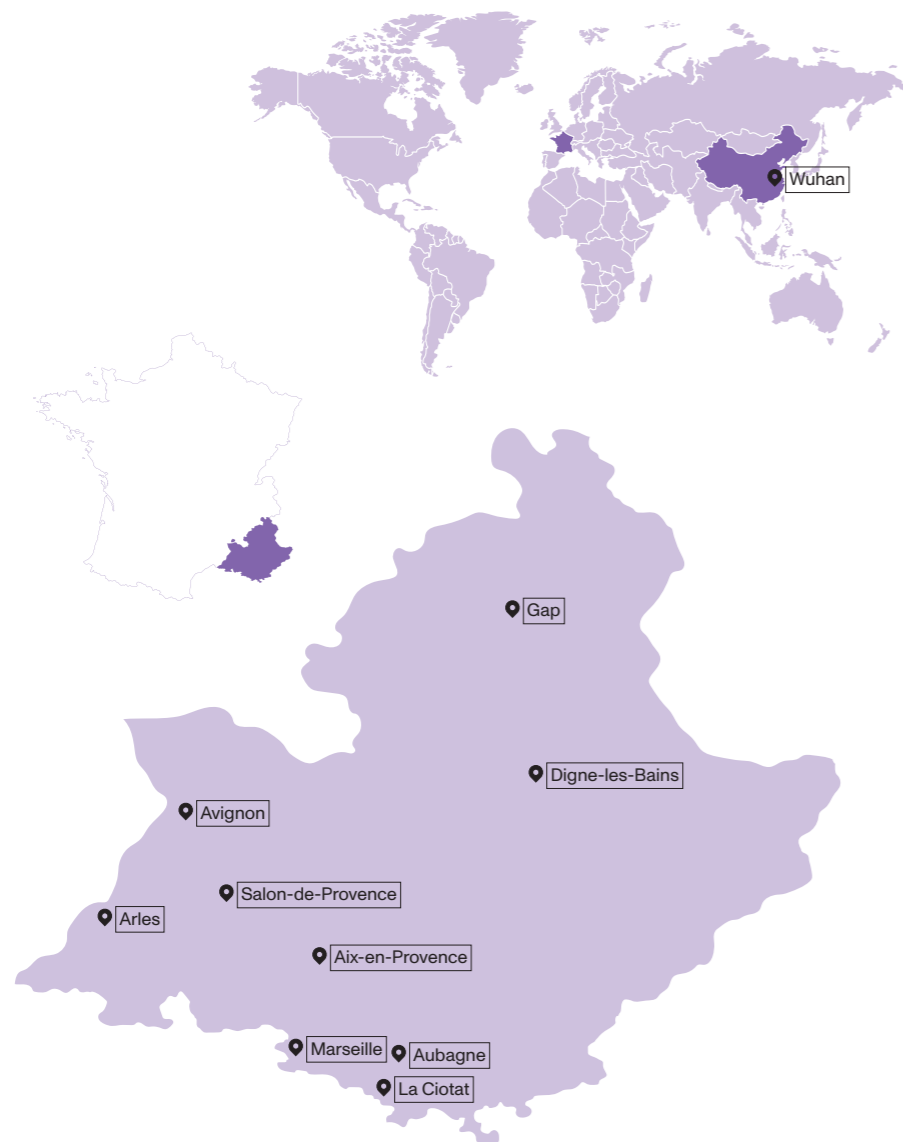 Wuhan
Gap
Digne-les-Bains
Avignon
Salon-de-Provence
Arles
Aix-en-Provence
Marseille
Aubagne
La Ciotat